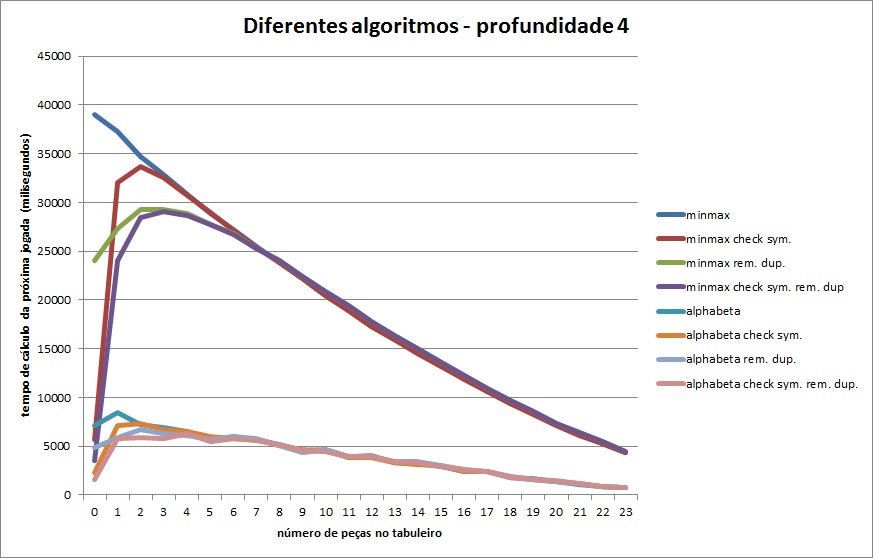 Diferentes algoritmos - profundidade 4
45000
40000
35000
30000
25000
20000
15000
10000
5000
0
tempo de cálculo da próxima jogada (milisegundos)
0 1 2 3 4 5 6 7 8 9 10 11 12 13 14 15 16 17 18 19 20 21 22 23
número de peças no tabuleiro
minmax
minmax check sym.
minmax rem. dup.
minmax check sym. rem. dup
alphabeta
alphabeta check sym.
alphabeta rem. dup.
alphabeta check sym. rem. dup.